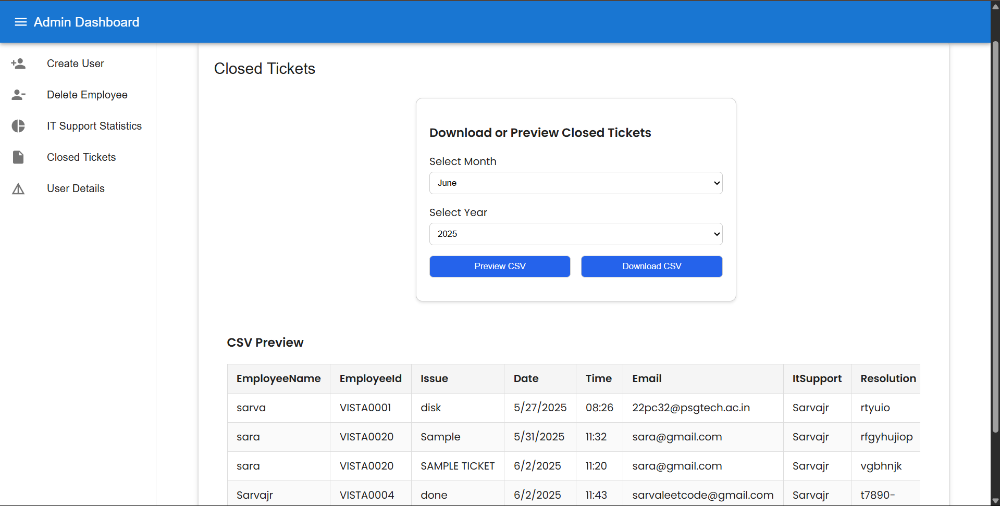 Admin Dashboard
Create User
Delete Employee
IT Support Statistics
Closed Tickets
User Details
Closed Tickets
Download or Preview Closed Tickets
Select Month
June
Select Year
2025
Preview CSV Download CSV
CSV Preview
EmployeeName EmployeeId Issue Date Time Email ItSupport Resolution
sarva VISTA0001 disk 5/27/2025 08:26 22pc32@psgtech.ac.in Sarvajr rtyuio
sara VISTA0020 Sample 5/31/2025 11:32 sara@gmail.com Sarvajr rfgyhujiop
sara VISTA0020 SAMPLE TICKET 6/2/2025 11:20 sara@gmail.com Sarvajr vgbhnjk
Sarvajr VISTA0004 done 6/2/2025 11:43 sarvaleetcode@gmail.com Sarvajr t7890-